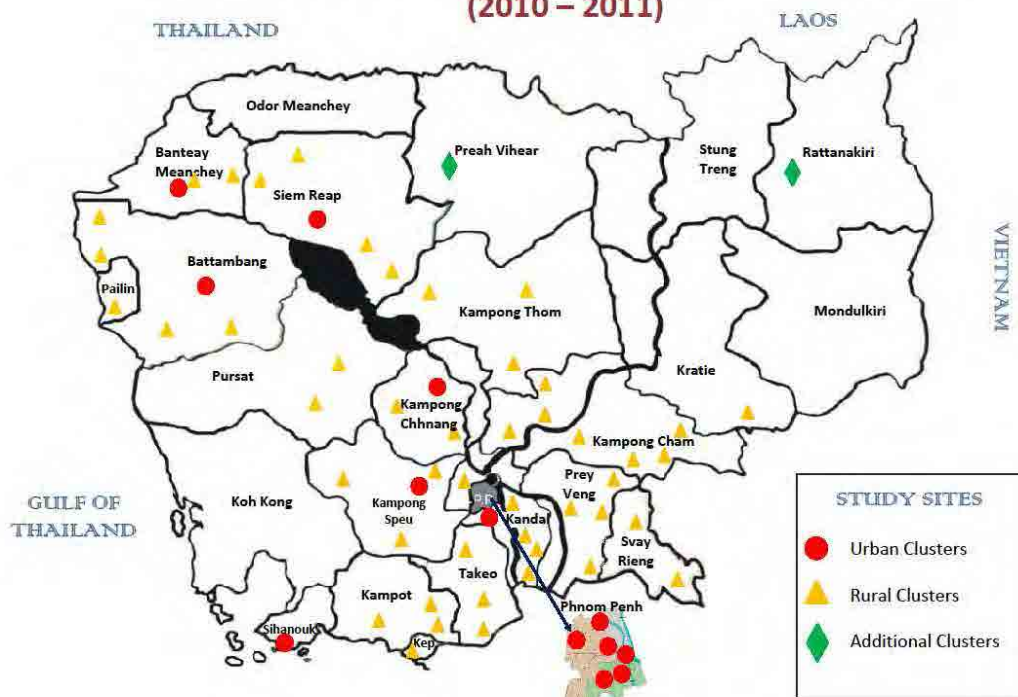 (2010 – 2011)
THAILAND
LAOS
Odor Meanchey
Banteay
Meanchey
Siem Reap
Preah Vihear
Stung
Treng
Rattanakiri
VIETNAM
Battambang
Pailin
Kampong Thom
Mondulkiri
Pursat
Kratie
Kampong
Chhnang
Kampong Cham
GULF OF
THAILAND
Koh Kong
Kampong
Speu
P.P
Prey
Veng
Kandal
Svay
Rieng
Takeo
Kampot
Sihanouk
Kep
Phnom Penh
STUDY SITES
Urban Clusters
Rural Clusters
Additional Clusters